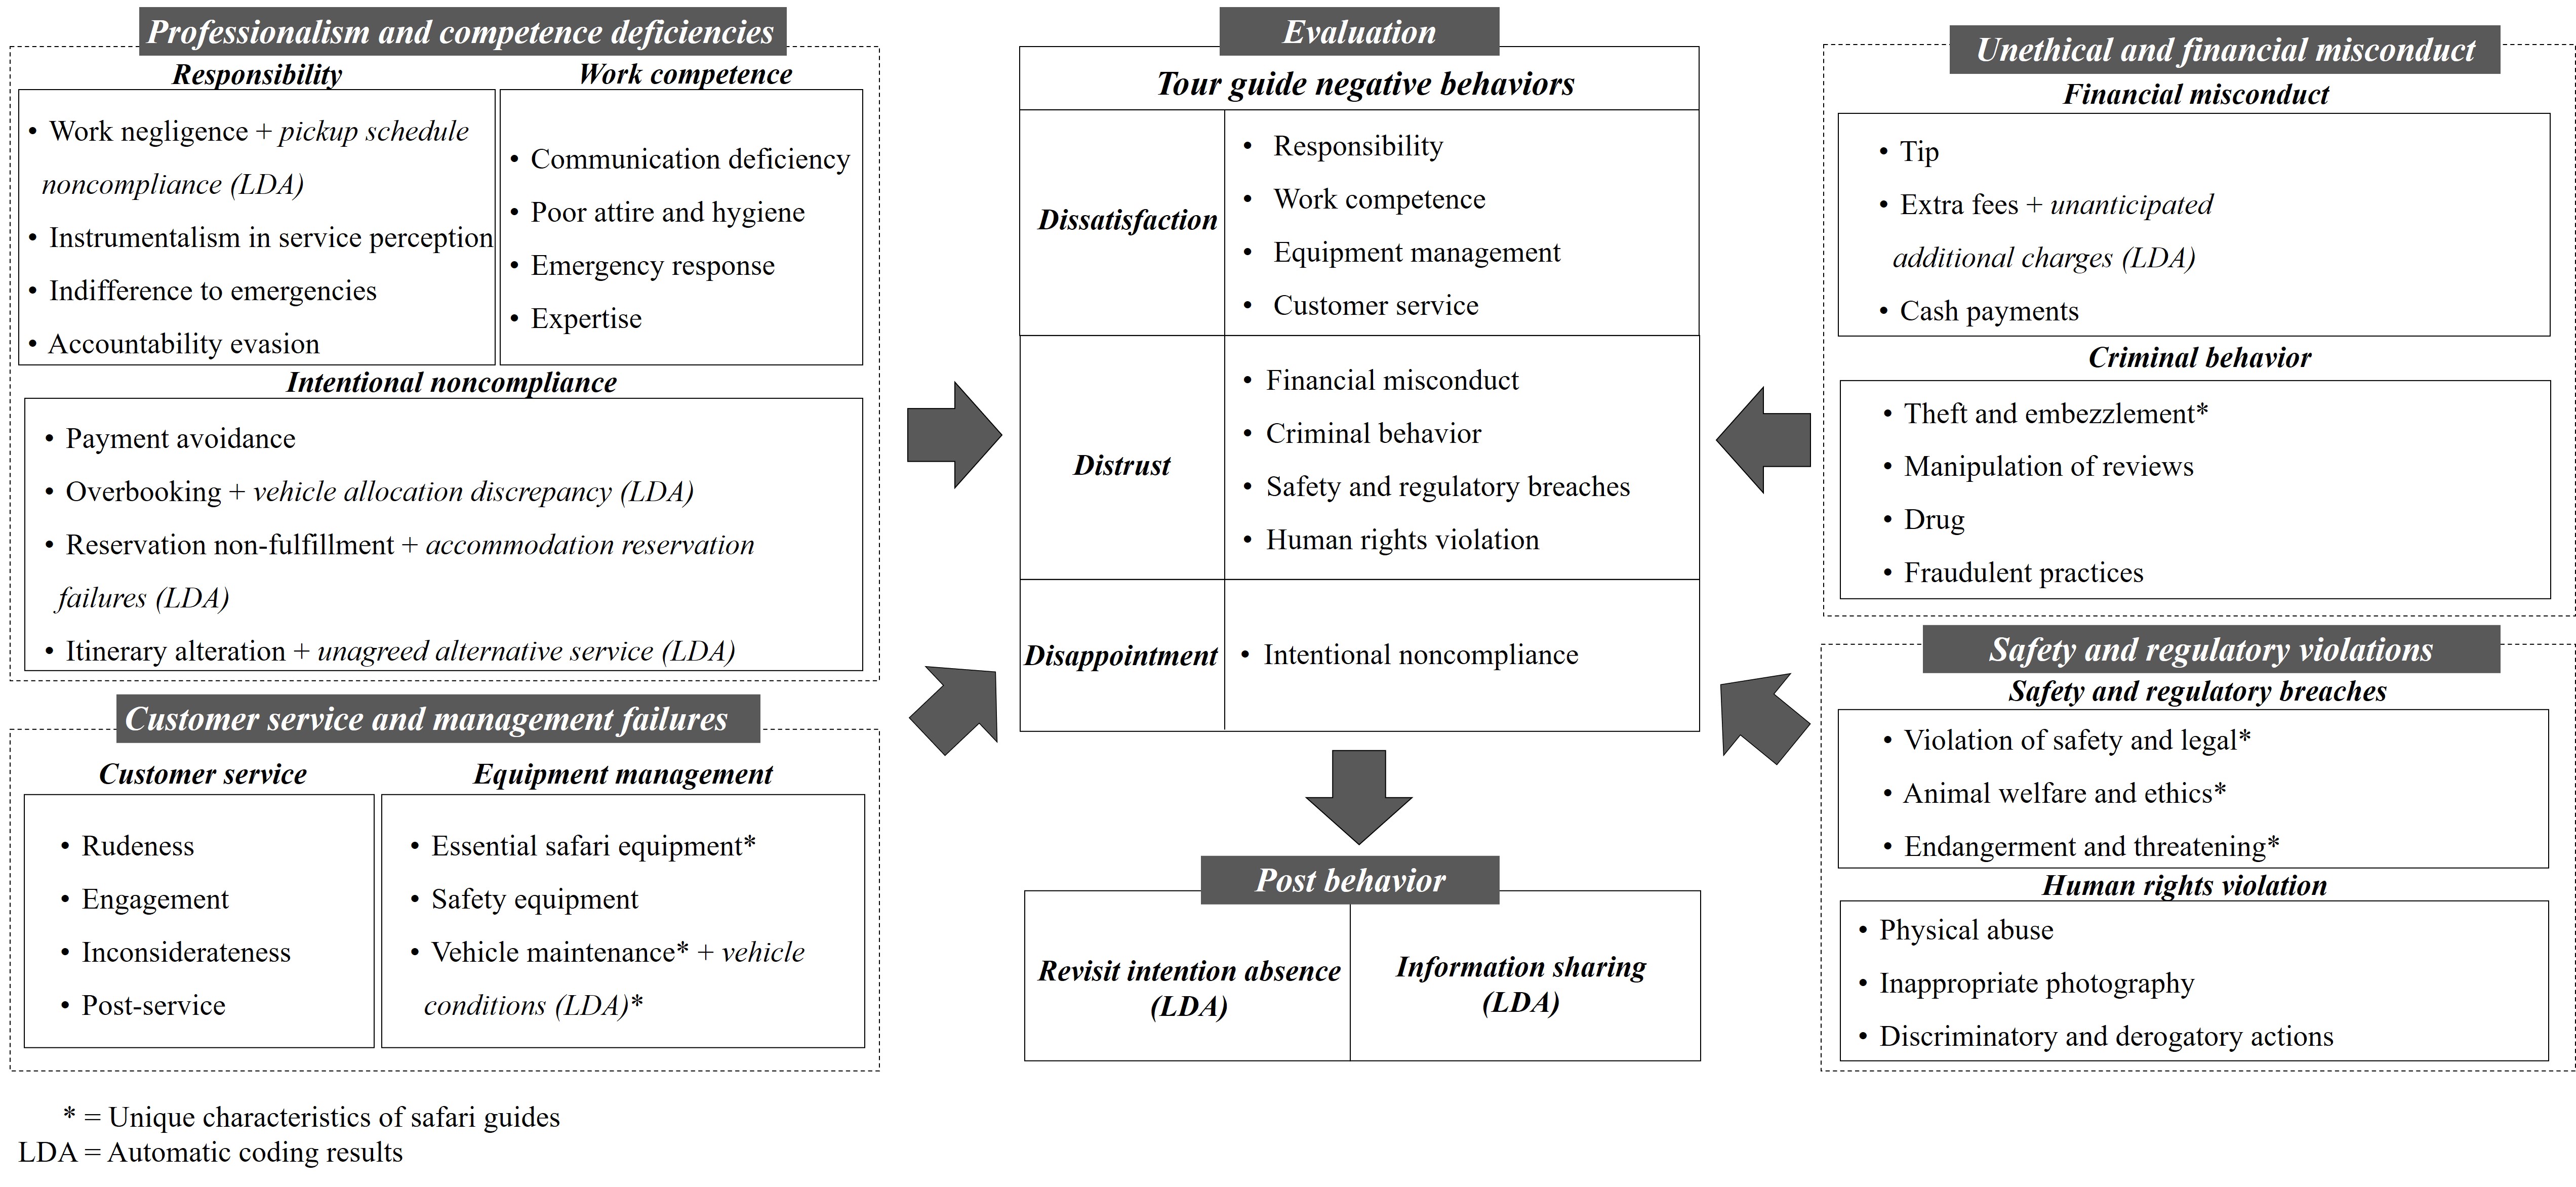 Professionalism and competence deficiencies
Responsibility
• Work negligence + pickup schedule
noncompliance (LDA)
• Instrumentalism in service perception
• Indifference to emergencies
• Accountability evasion
Work competence
• Communication deficiency
• Poor attire and hygiene
• Emergency response
• Expertise
Intentional noncompliance
• Payment avoidance
• Overbooking + vehicle allocation discrepancy (LDA)
• Reservation non-fulfillment + accommodation reservation
failures (LDA)
• Itinerary alteration + unagreed alternative service (LDA)
Customer service and management failures
Customer service
• Rudeness
• Engagement
• Inconsiderateness
• Post-service
Equipment management
• Essential safari equipment*
• Safety equipment
• Vehicle maintenance* + vehicle
conditions (LDA)*
Evaluation
Tour guide negative behaviors
Dissatisfaction
• Responsibility
• Work competence
• Equipment management
• Customer service
Distrust
• Financial misconduct
• Criminal behavior
• Safety and regulatory breaches
• Human rights violation
Disappointment
• Intentional noncompliance
Post behavior
Revisit intention absence
(LDA)
Information sharing
(LDA)
Unethical and financial misconduct
Financial misconduct
• Tip
• Extra fees + unanticipated
additional charges (LDA)
• Cash payments
Criminal behavior
• Theft and embezzlement*
• Manipulation of reviews
• Drug
• Fraudulent practices
Safety and regulatory violations
Safety and regulatory breaches
• Violation of safety and legal*
• Animal welfare and ethics*
• Endangerment and threatening*
Human rights violation
• Physical abuse
• Inappropriate photography
• Discriminatory and derogatory actions
* = Unique characteristics of safari guides
LDA = Automatic coding results